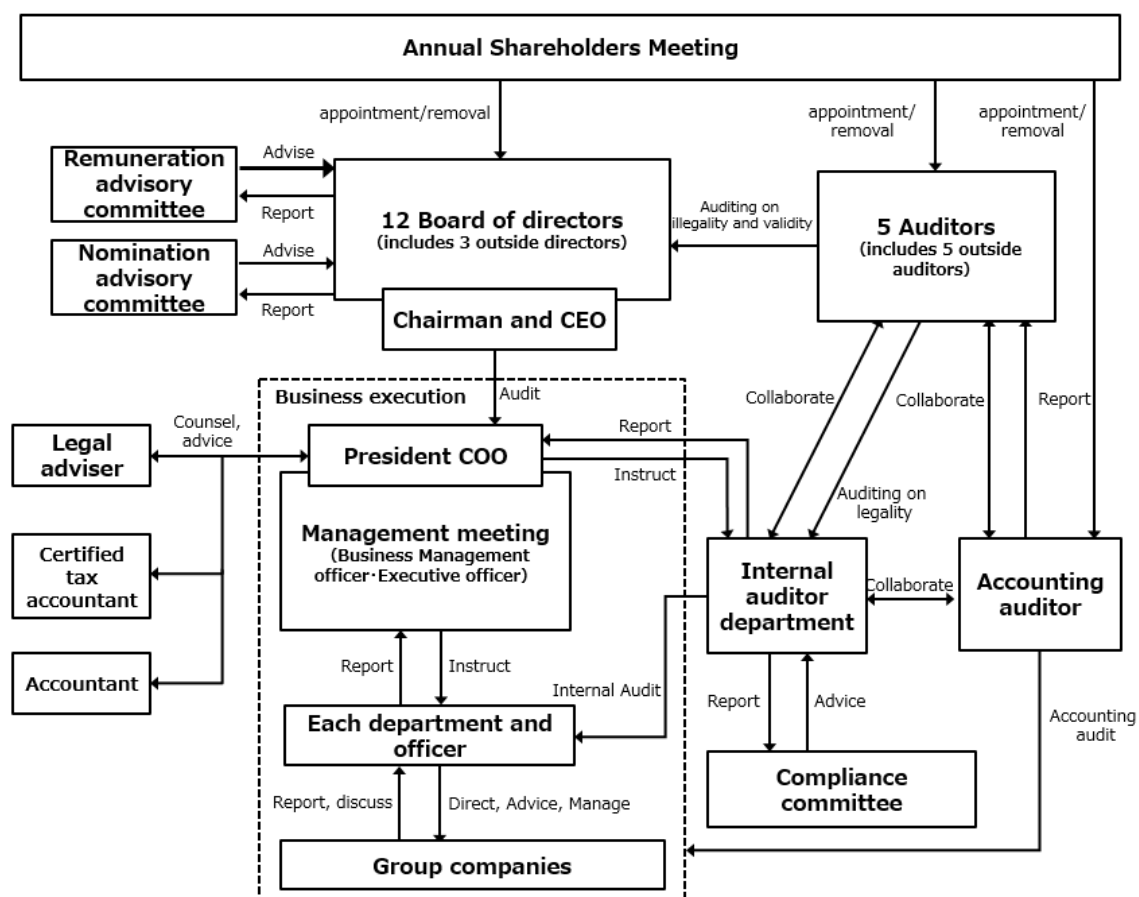 Annual Shareholders Meeting
appointment/removal
appointment/
removal
appointment/
removal
Remuneration
advisory
committee
Advise
Report
Nomination
advisory
committee
Advise
Report
12 Board of directors
(includes 3 outside directors)
Chairman and CEO
Auditing on
illegality and validity
5 Auditors
(includes 5 outside
auditors)
Audit
Business execution
Collaborate
Collaborate
Report
Legal
adviser
Counsel,
advice
President COO
Report
Instruct
Auditing on
legality
Certified
tax
accountant
Management meeting
(Business Management
officer·Executive officer)
Internal
auditor
department
Collaborate
Accounting
auditor
Accountant
Report
Instruct
Internal Audit
Report
Advice
Accounting
audit
Each department and
officer
Compliance
committee
Report, discuss
Direct, Advice, Manage
Group companies